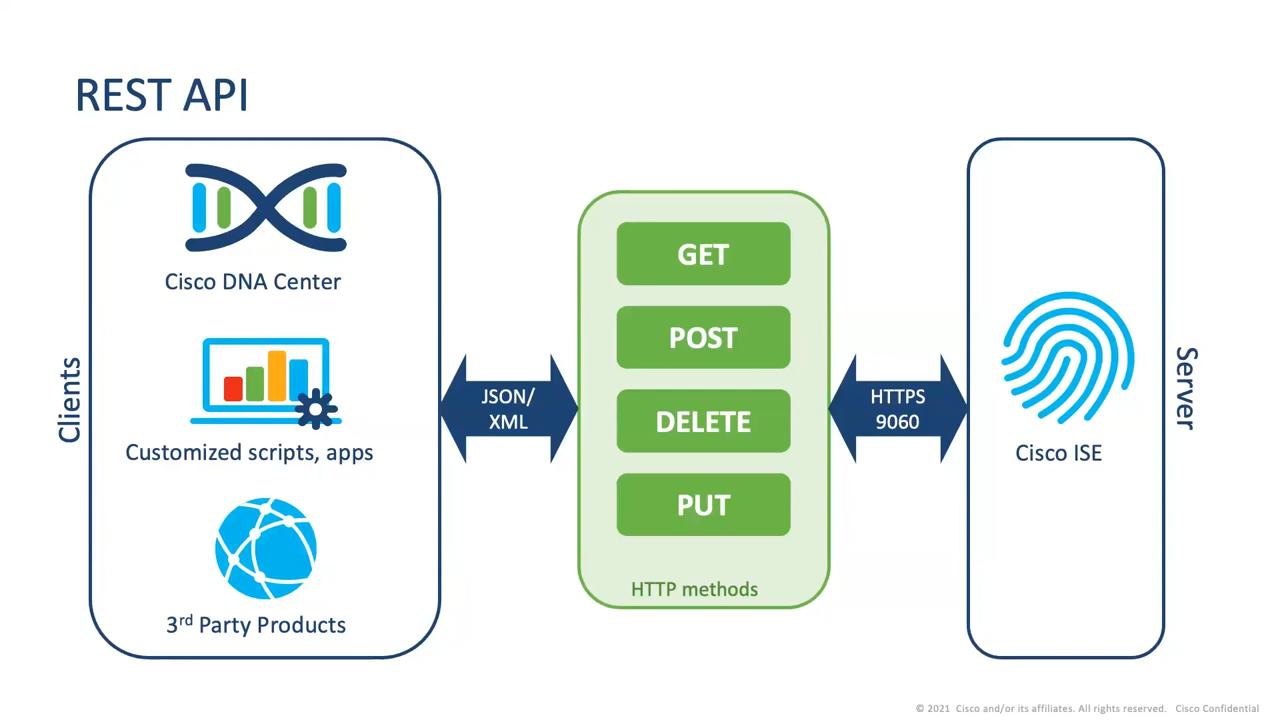 REST API
Clients
Cisco DNA Center
Customized scripts, apps
3rd Party Products
JSON/
XML
GET
POST
DELETE
PUT
HTTP methods
HTTPS
9060
Cisco ISE
Server
© 2021 Cisco and/or its affiliates. All rights reserved. Cisco Confidential